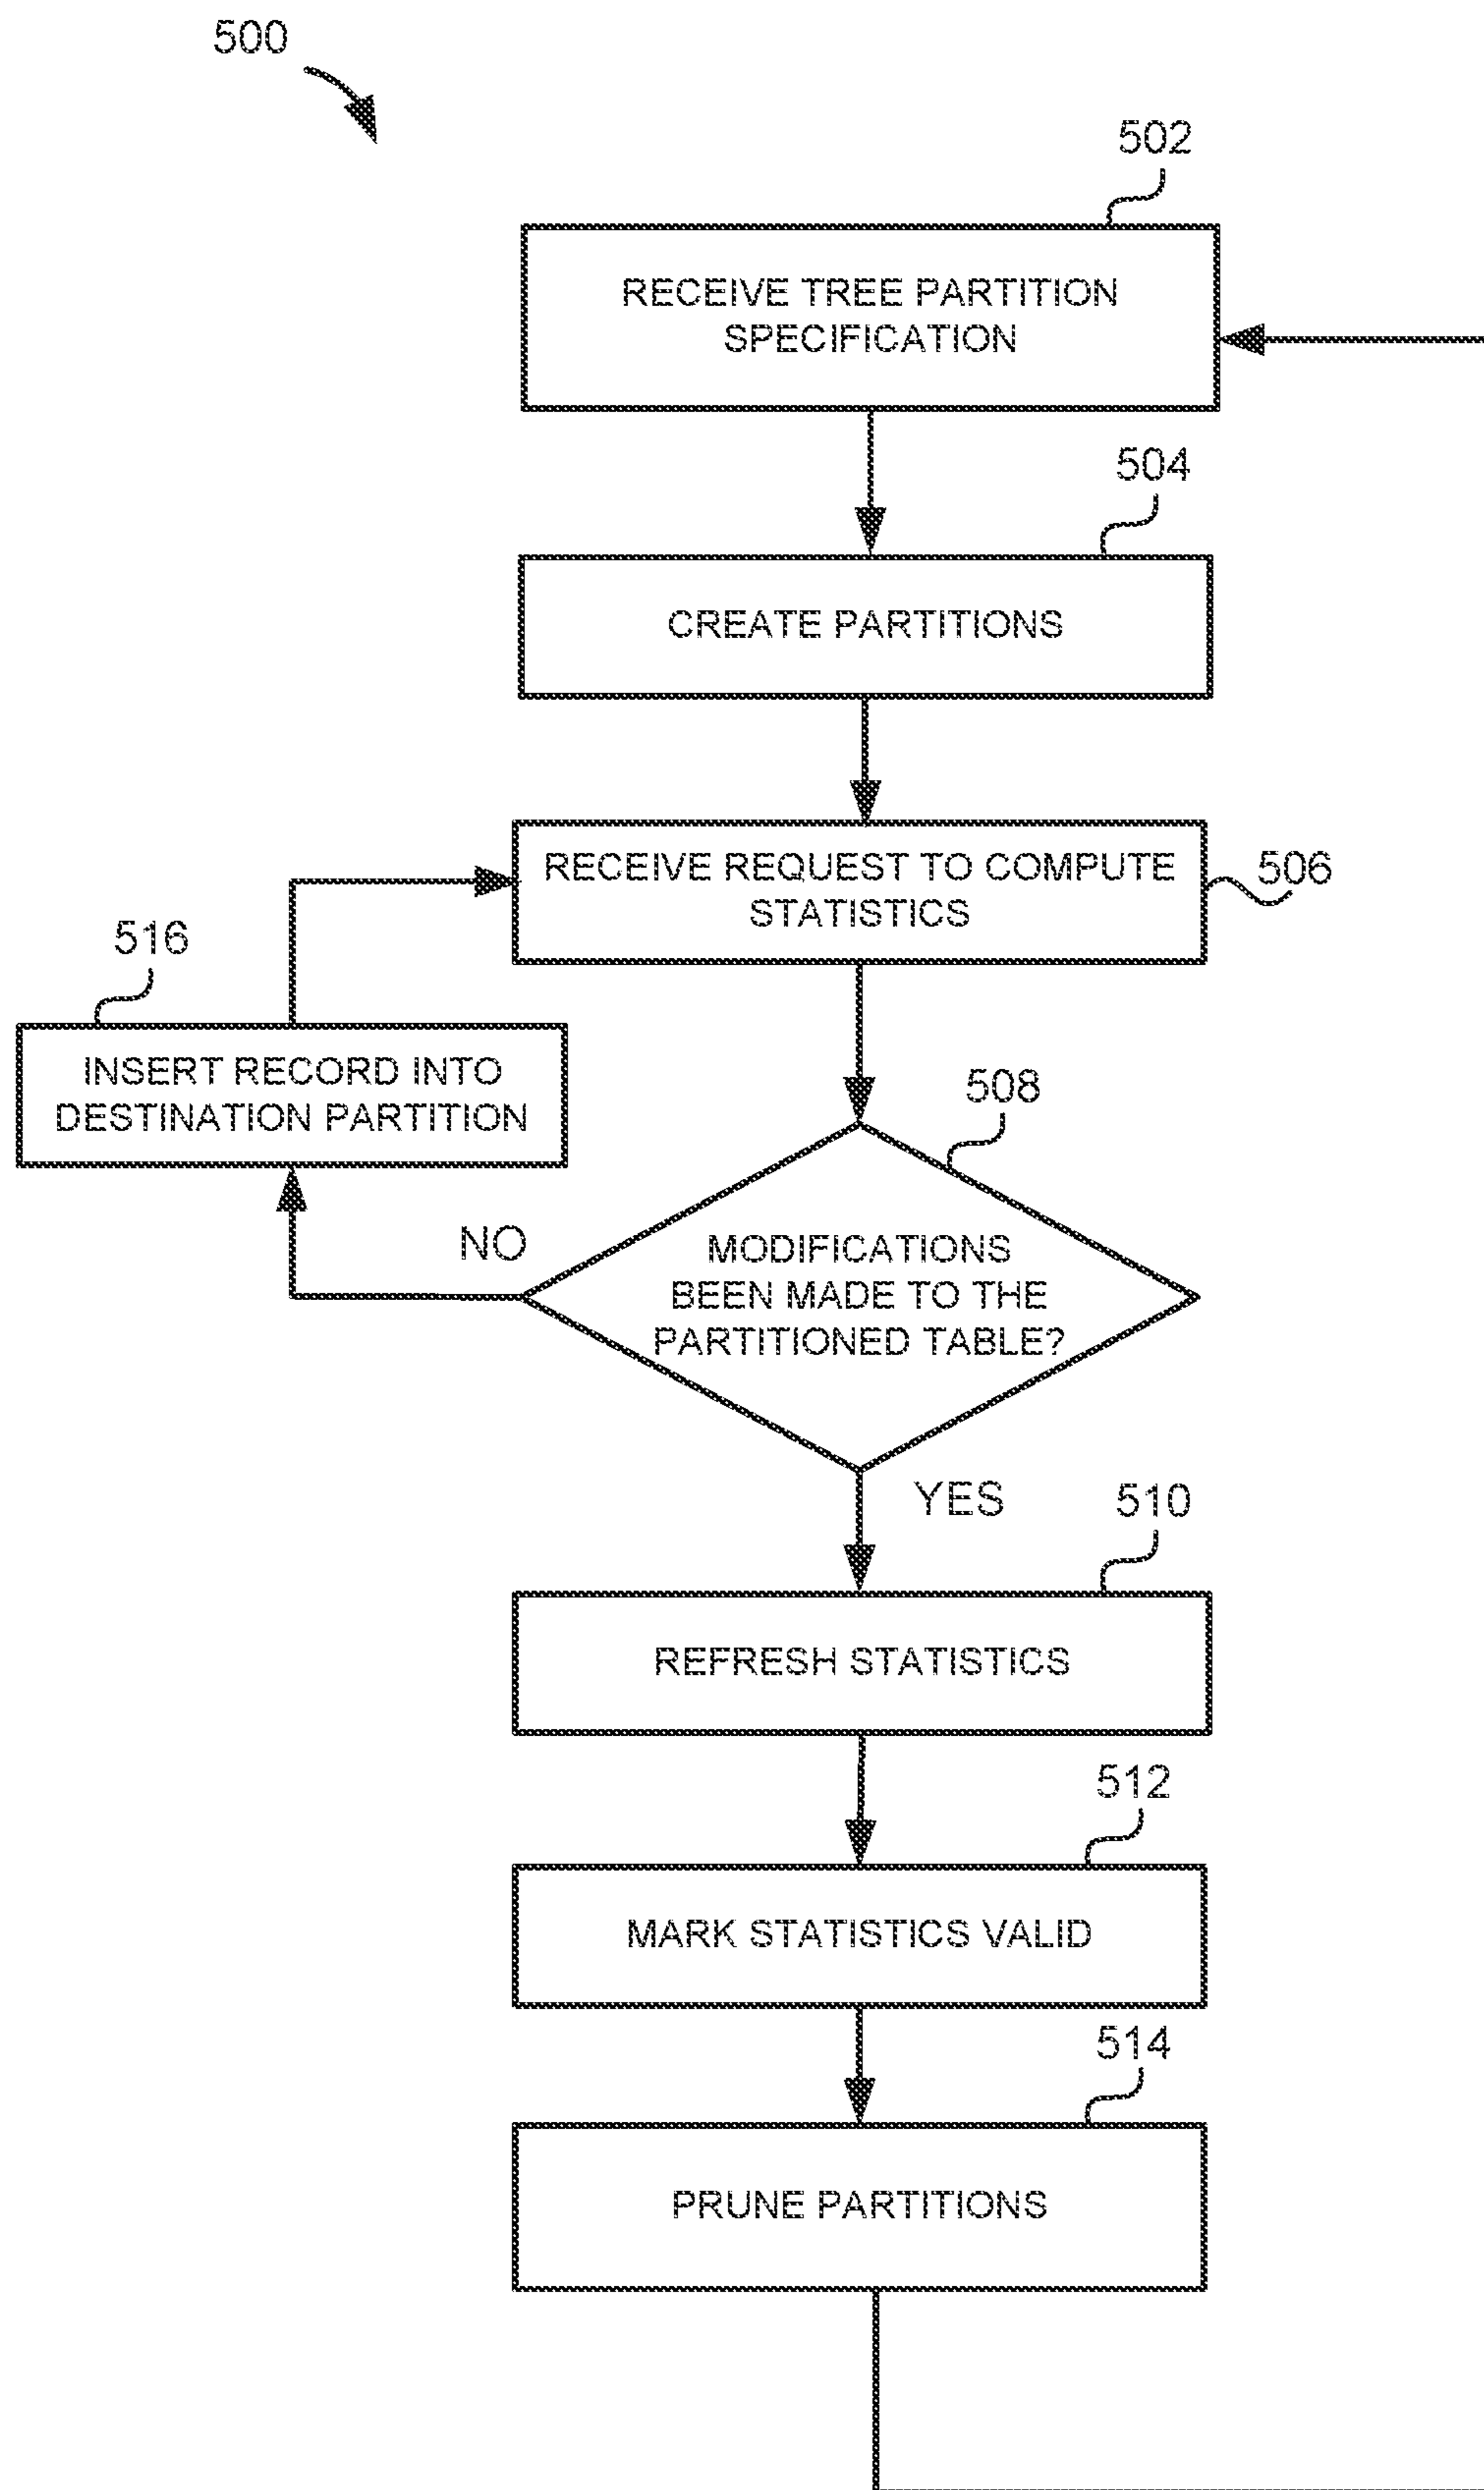 500
502
RECEIVE TREE PARTITION
SPECIFICATION
504
CREATE PARTITIONS
RECEIVE REQUEST TO COMPUTE
STATISTICS
506
516
INSERT RECORD INTO
DESTINATION PARTITION
508
NO
MODIFICATIONS
BEEN MADE TO THE
PARTITIONED TABLE?
YES
510
REFRESH STATISTICS
512
MARK STATISTICS VALID
514
PRUNE PARTITIONS